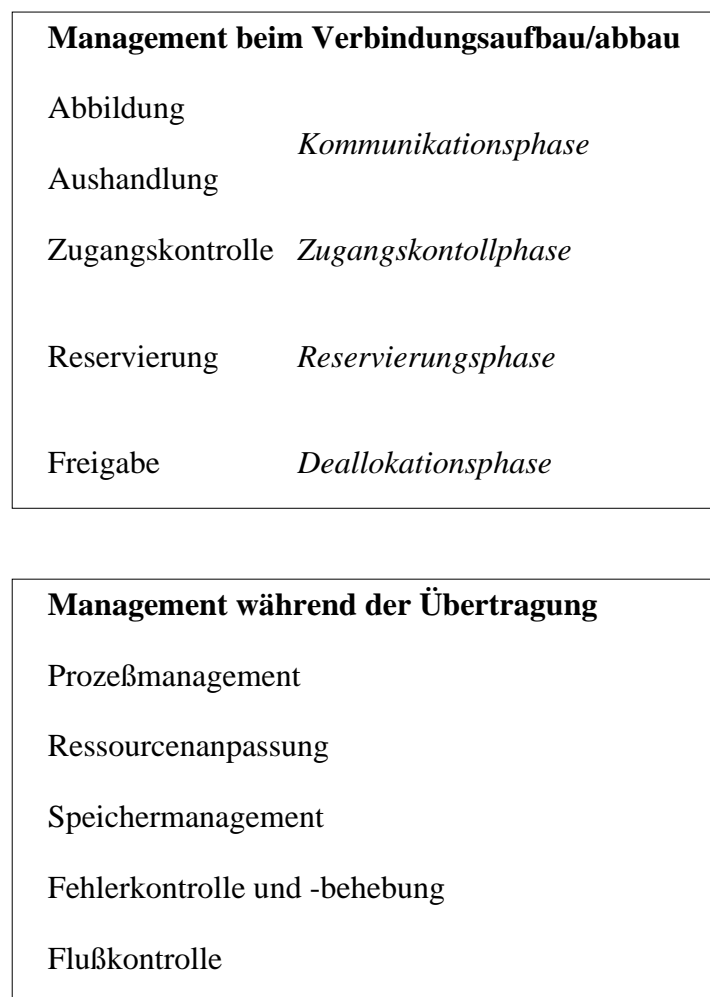 Management beim Verbindungsaufbau/abbau
Abbildung
Kommunikationsphase
Aushandlung
Zugangskontrolle Zugangskontollphase
Reservierung Reservierungsphase
Freigabe Deallokationsphase
Management während der Übertragung
Prozeßmanagement
Ressourcenanpassung
Speichermanagement
Fehlerkontrolle und -behebung
Flußkontrolle